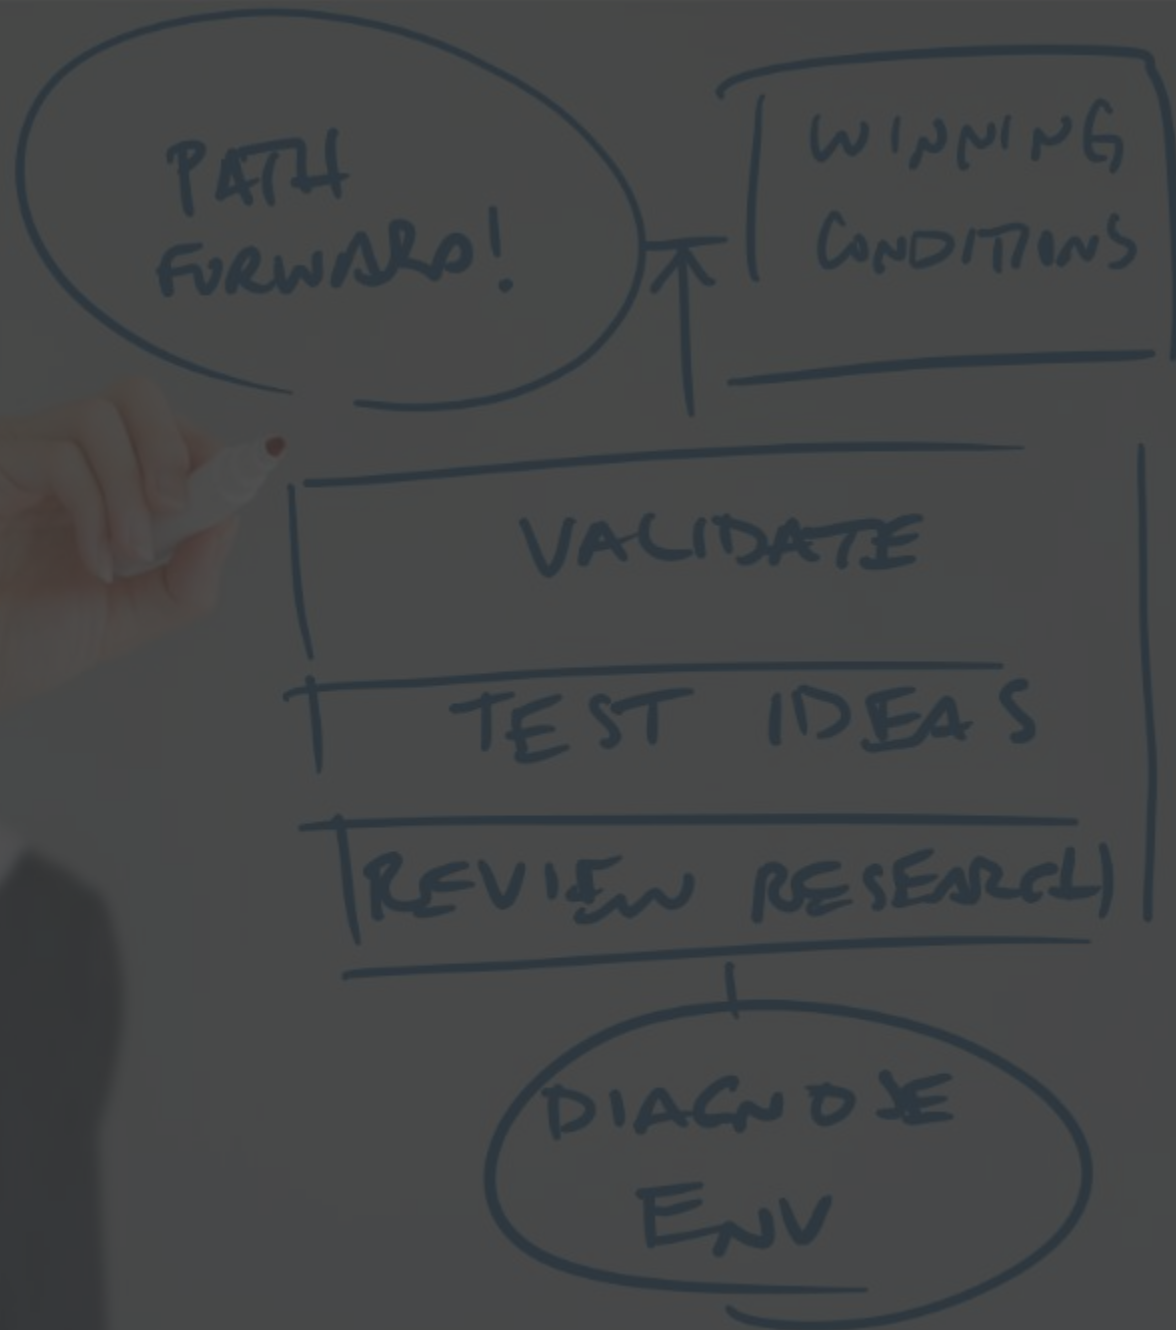 PATH
FORWARD!
WINNING
CONDITIONS
VALIDATE
TEST IDEAS
REVIEW RESEARCH
DIAGNOSE
ENV